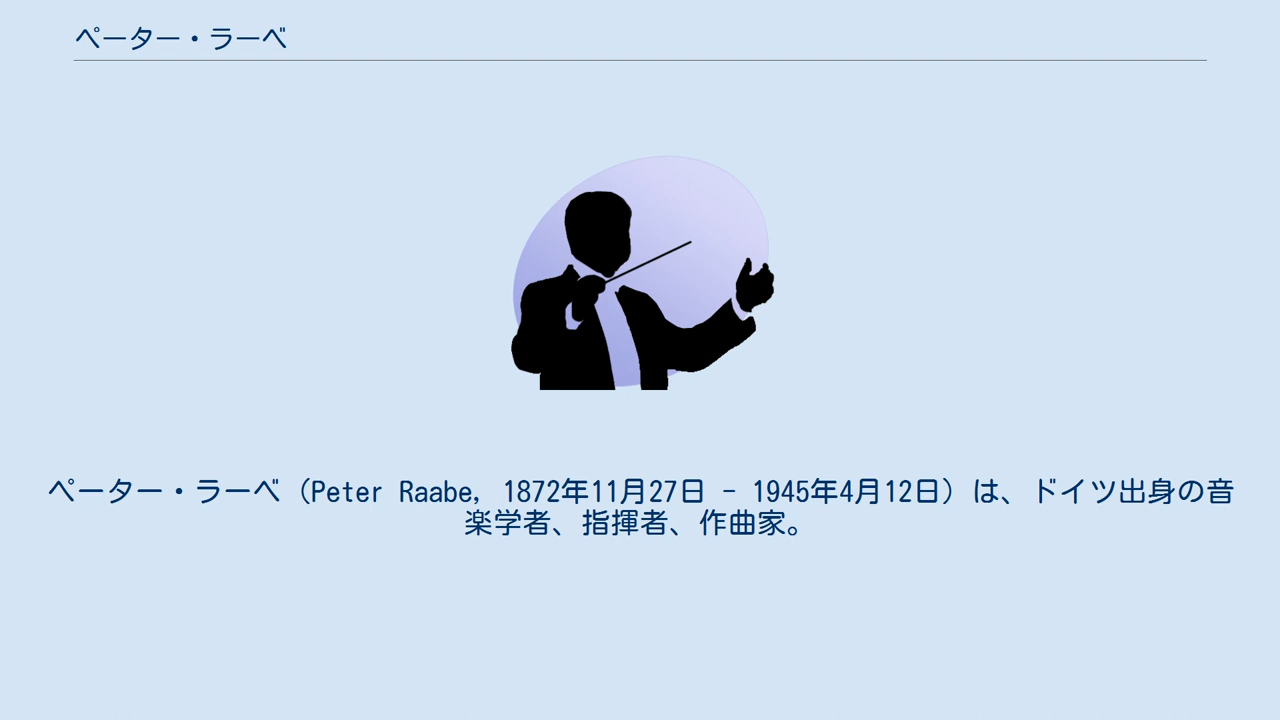 ペーター・ラーベ
ペーター・ラーベ（Peter Raabe, 1872年11月27日 - 1945年4月12日）は、ドイツ出身の音
楽学者、指揮者、作曲家。